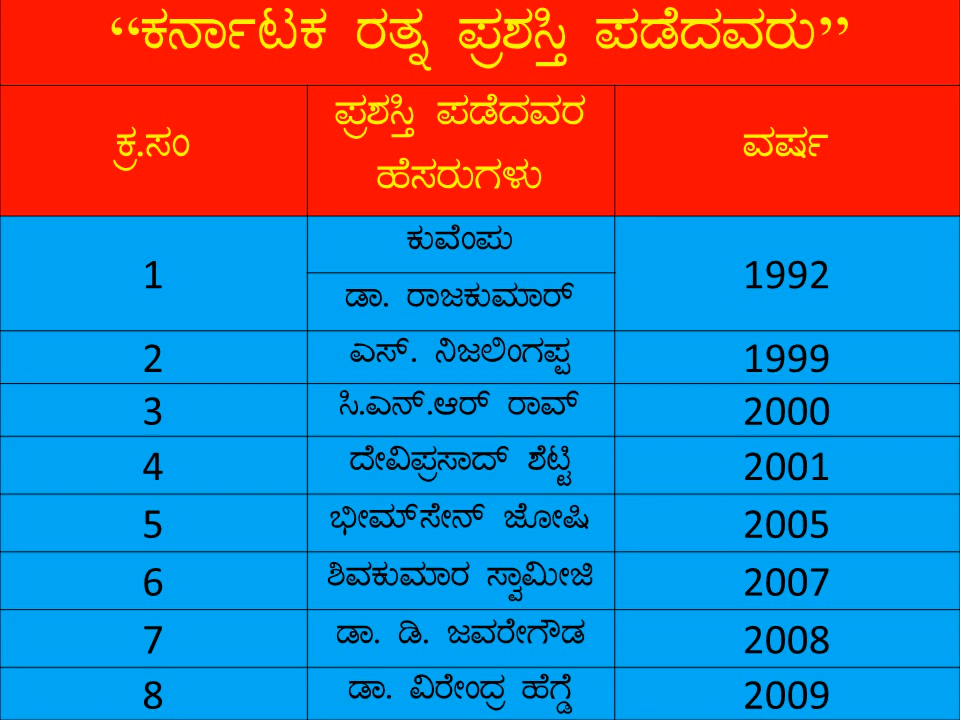 “ಕರ್ನಾಟಕ ರತ್ನ ಪ್ರಶಸ್ತಿ ಪಡೆದವರು”
ಕ್ರ.ಸಂ ಪ್ರಶಸ್ತಿ ಪಡೆದವರ ಹೆಸರುಗಳು ವರ್ಷ
1 ಕುವೆಂಪು 1992
ಡಾ. ರಾಜಕುಮಾರ್
2 ಎಸ್. ನಿಜಲಿಂಗಪ್ಪ 1999
3 ಸಿ.ಎನ್.ಆರ್ ರಾವ್ 2000
4 ದೇವಿಪ್ರಸಾದ್ ಶೆಟ್ಟಿ 2001
5 ಭೀಮ್‌ಸೇನ್ ಜೋಷಿ 2005
6 ಶಿವಕುಮಾರ ಸ್ವಾಮೀಜಿ 2007
7 ಡಾ. ಡಿ. ಜವರೇಗೌಡ 2008
8 ಡಾ. ವಿರೇಂದ್ರ ಹೆಗ್ಡೆ 2009